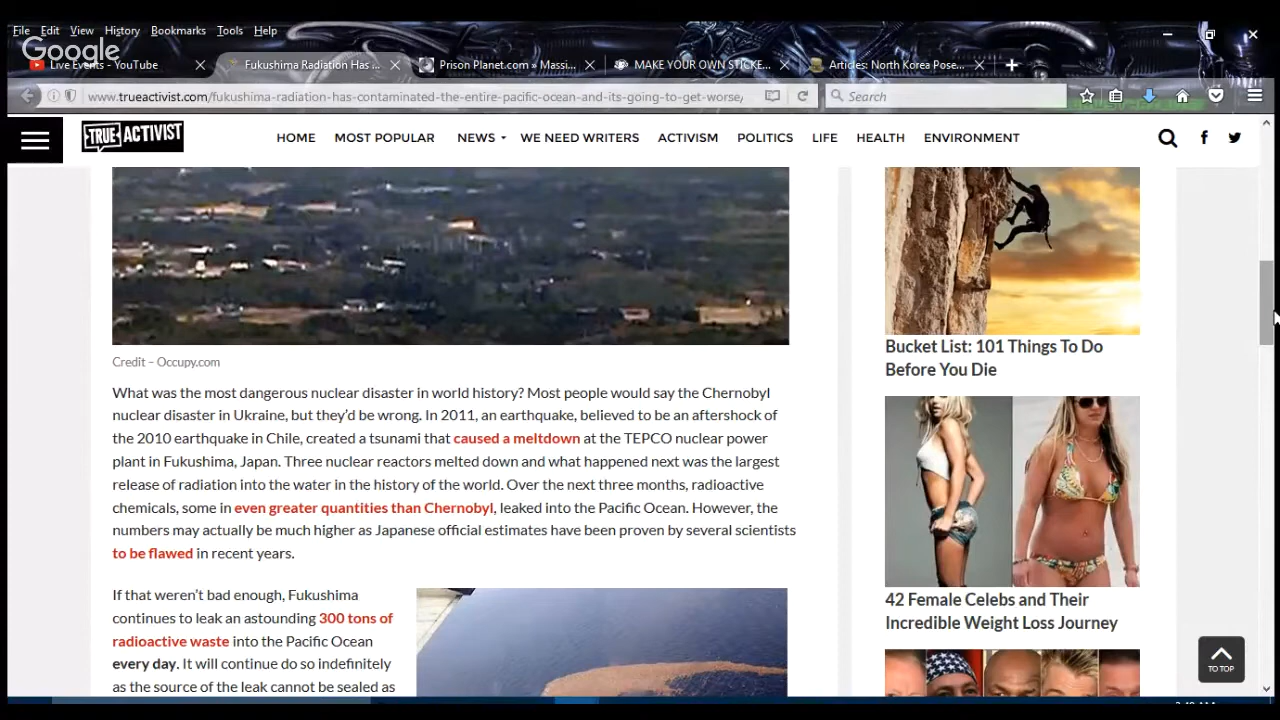 File Edit View History Bookmarks Tools Help
Google
Live Events - YouTube
Fukushima Radiation Has ...
Prison Planet.com » Massi...
MAKE YOUR OWN STICKE...
Articles: North Korea Pose...
www.trueactivist.com/fukushima-radiation-has-contaminated-the-entire-pacific-ocean-and-its-going-to-get-worse/
Search
TRUE ACTIVIST
HOME MOST POPULAR NEWS WE NEED WRITERS ACTIVISM POLITICS LIFE HEALTH ENVIRONMENT
Credit – Occupy.com
What was the most dangerous nuclear disaster in world history? Most people would say the Chernobyl
nuclear disaster in Ukraine, but they'd be wrong. In 2011, an earthquake, believed to be an aftershock of
the 2010 earthquake in Chile, created a tsunami that caused a meltdown at the TEPCO nuclear power
plant in Fukushima, Japan. Three nuclear reactors melted down and what happened next was the largest
release of radiation into the water in the history of the world. Over the next three months, radioactive
chemicals, some in even greater quantities than Chernobyl, leaked into the Pacific Ocean. However, the
numbers may actually be much higher as Japanese official estimates have been proven by several scientists
to be flawed in recent years.
If that weren't bad enough, Fukushima
continues to leak an astounding 300 tons of
radioactive waste into the Pacific Ocean
every day. It will continue do so indefinitely
as the source of the leak cannot be sealed as
Bucket List: 101 Things To Do
Before You Die
42 Female Celebs and Their
Incredible Weight Loss Journey
TO TOP